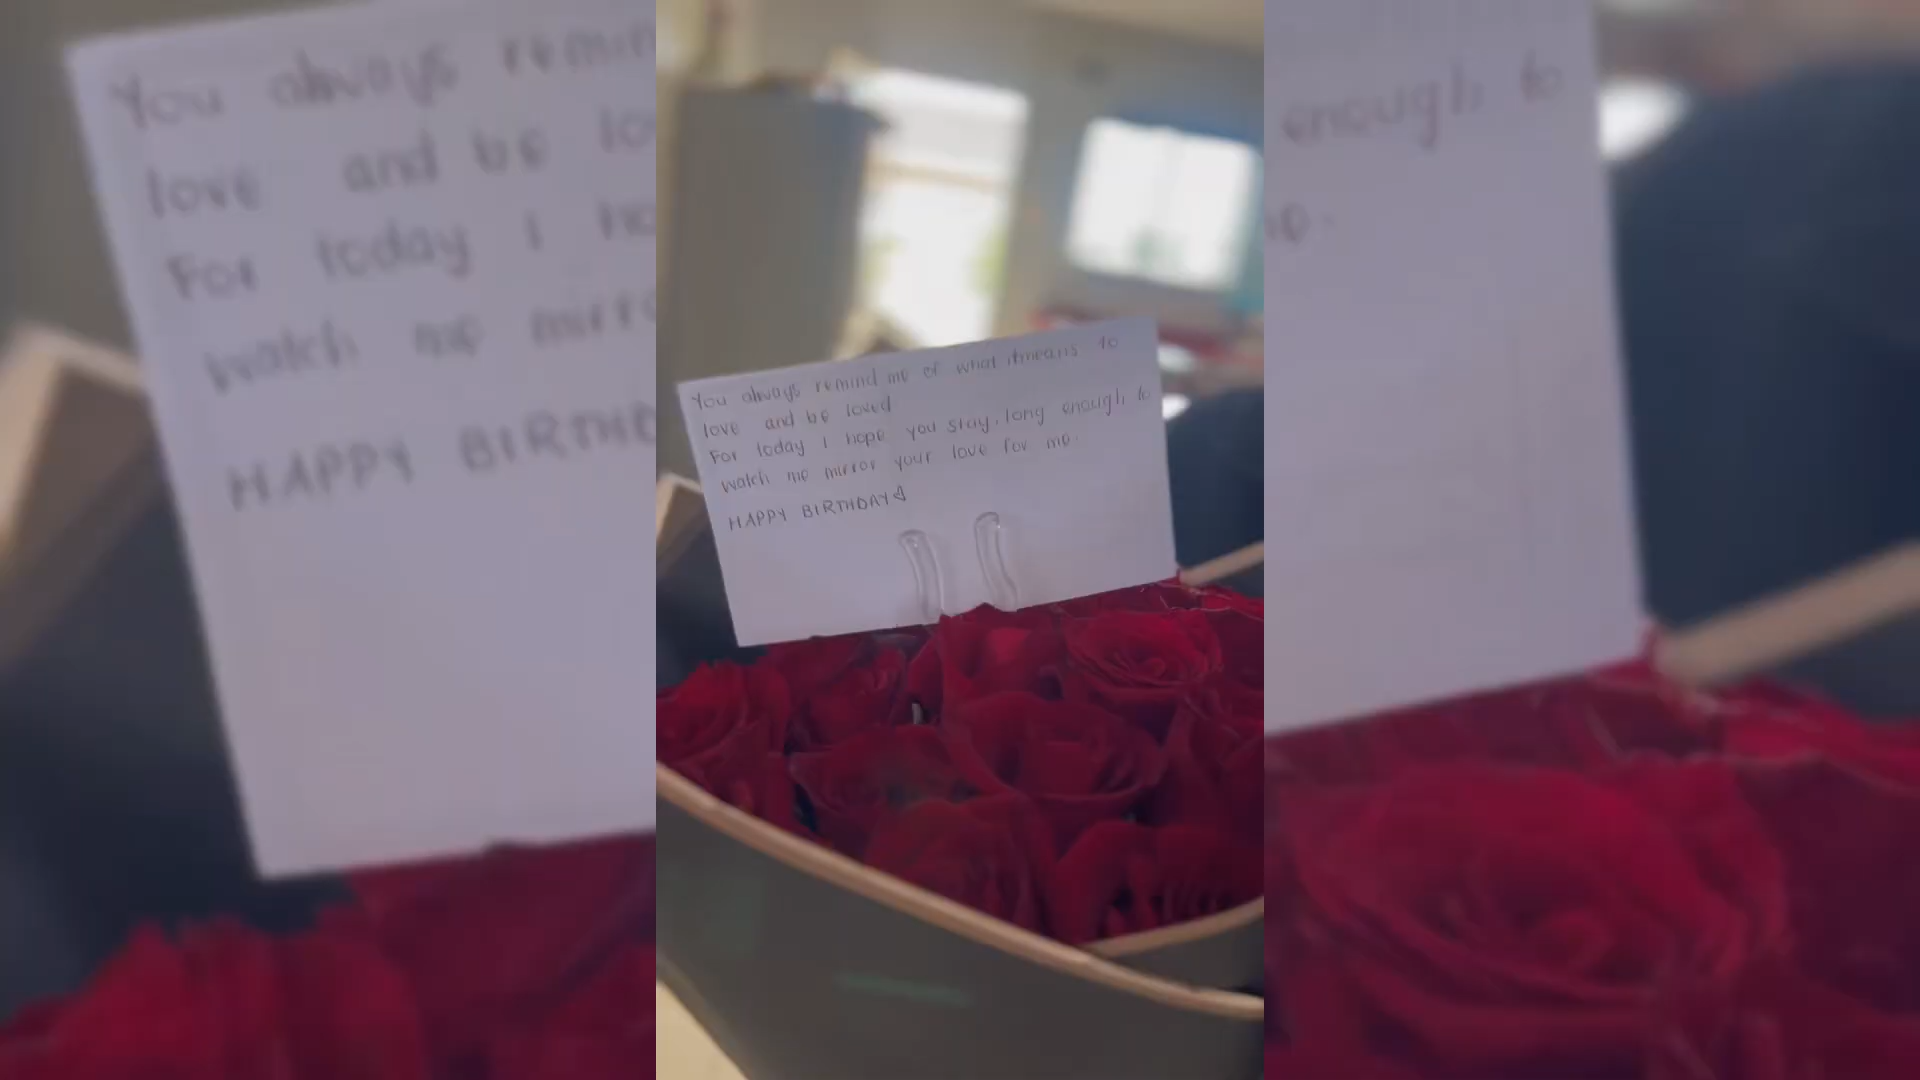 You always remind me of what it means to
love and be loved
For today I hope you stay, long enough to
watch me mirror your love for me.
HAPPY BIRTHDAY